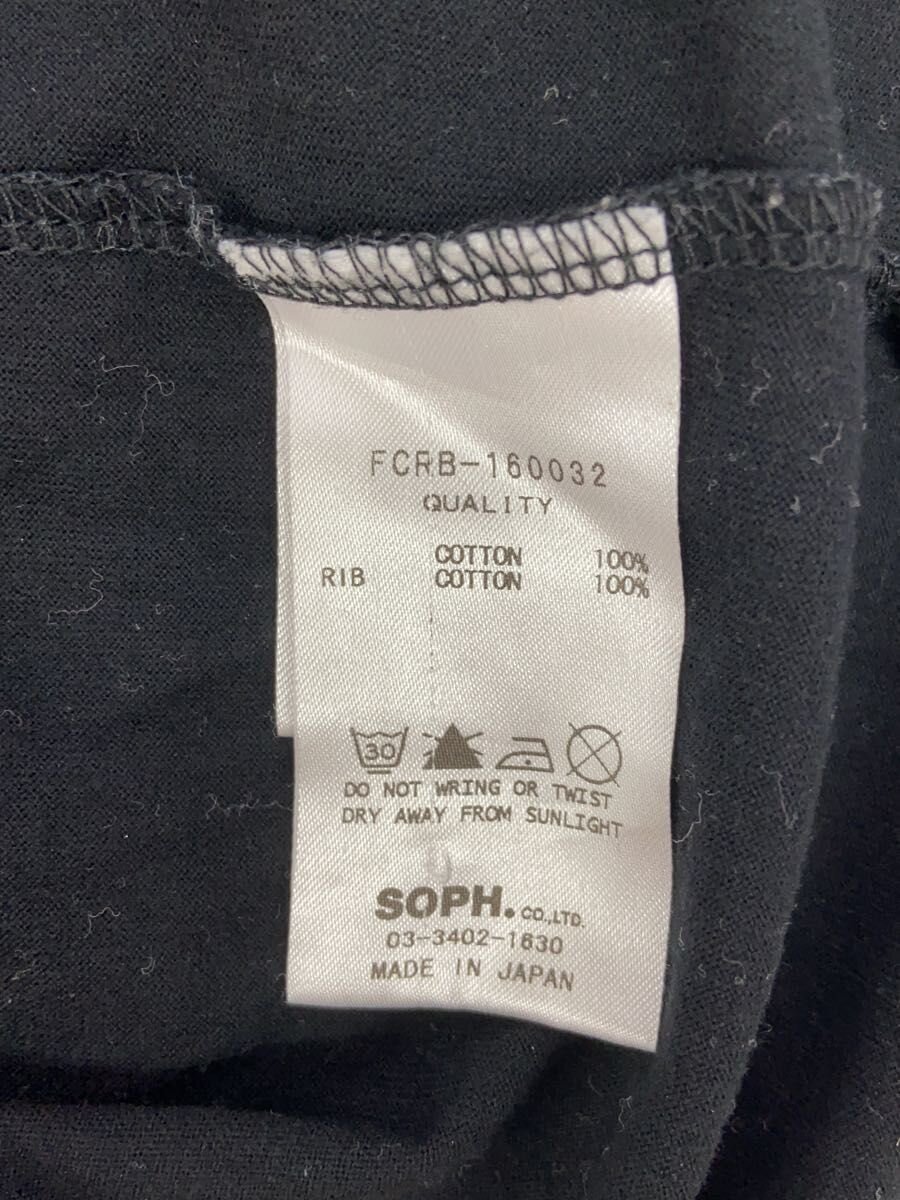 FCRB-160032
QUALITY
COTTON 100%
RIB COTTON 100%
30
DO NOT WRING OR TWIST
DRY AWAY FROM SUNLIGHT
SOPH. CO.,LTD.
03-3402-1630
MADE IN JAPAN